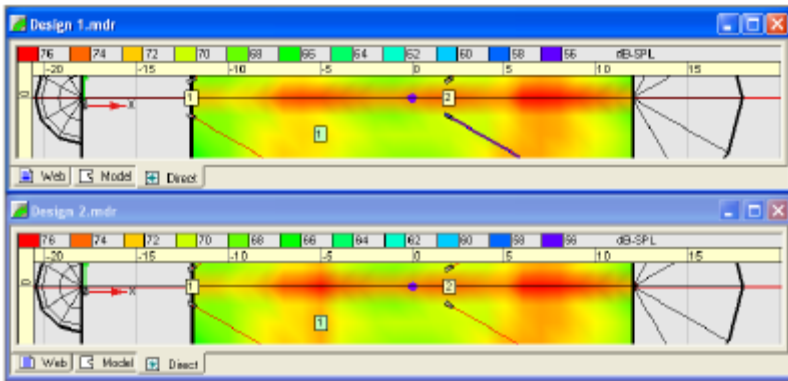 Design 1.mdr
76 74 72 70 68 66 64 62 60 58 56 dB-SPL
-20 -15 -10 -5 0 5 10 15
0 X 1 2
1
Web Model Direct
Design 2.mdr
76 74 72 70 68 66 64 62 60 58 56 dB-SPL
-20 -15 -10 -5 0 5 10 15
0 X 1 2
1
Web Model Direct